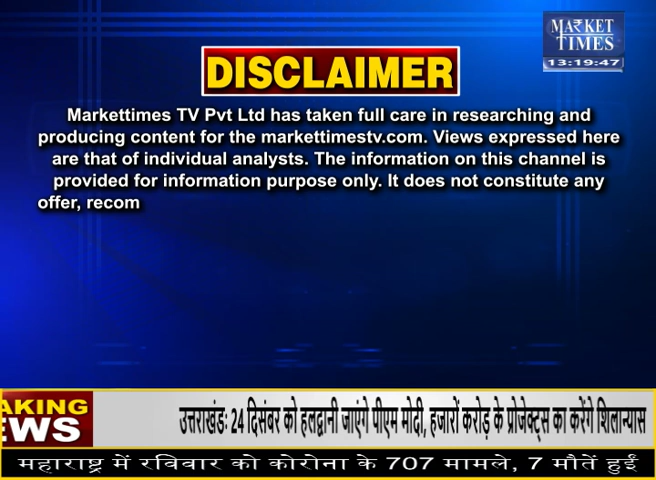 MARKET
TIMES
13:19:47
DISCLAIMER
Markettimes TV Pvt Ltd has taken full care in researching and
producing content for the markettimestv.com. Views expressed here
are that of individual analysts. The information on this channel is
provided for information purpose only. It does not constitute any
offer, recom
AKING
EWS
उत्तराखंड: 24 दिसंबर को हलद्वानी जाएंगे पीएम मोदी, हजारों करोड़ के प्रोजेक्ट्स का करेंगे शिलान्यास
महाराष्ट्र में रविवार को कोरोना के 707 मामले, 7 मौतें हुईं